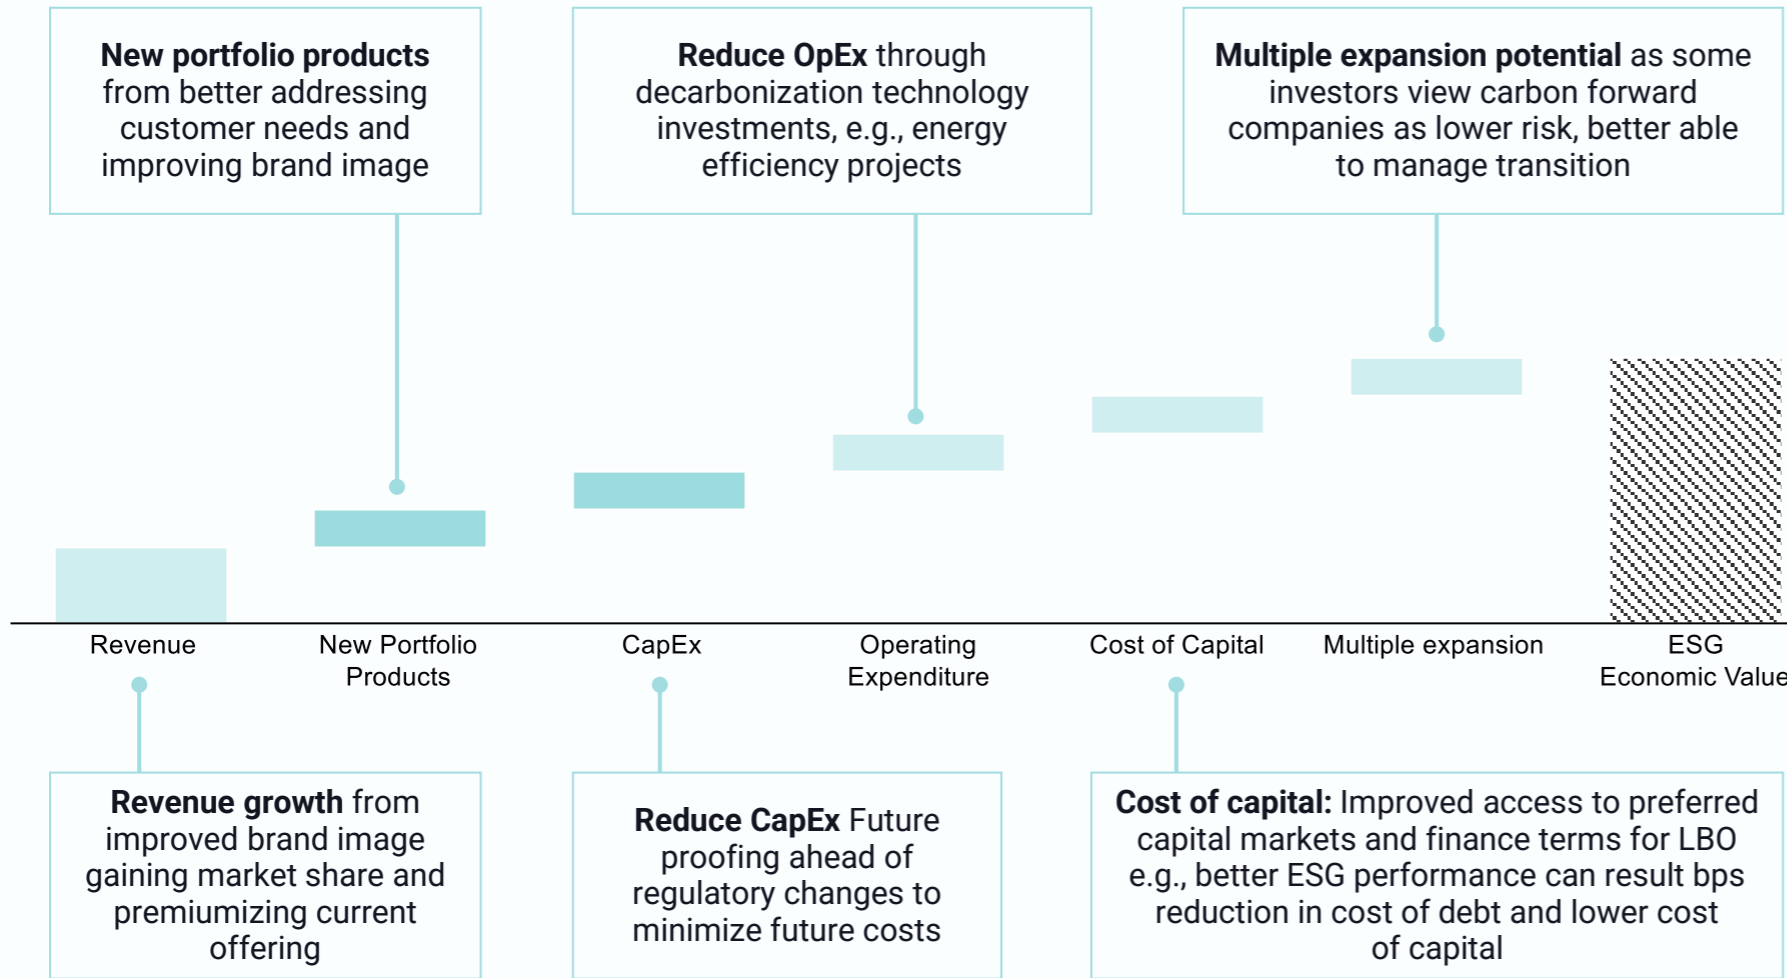 New portfolio products
from better addressing
customer needs and
improving brand image
Reduce OpEx through
decarbonization technology
investments, e.g., energy
efficiency projects
Multiple expansion potential as some
investors view carbon forward
companies as lower risk, better able
to manage transition
Revenue
New Portfolio
Products
CapEx
Operating
Expenditure
Cost of Capital
Multiple expansion
ESG
Economic Value
Revenue growth from
improved brand image
gaining market share and
premiumizing current
offering
Reduce CapEx Future
proofing ahead of
regulatory changes to
minimize future costs
Cost of capital: Improved access to preferred
capital markets and finance terms for LBO
e.g., better ESG performance can result bps
reduction in cost of debt and lower cost
of capital